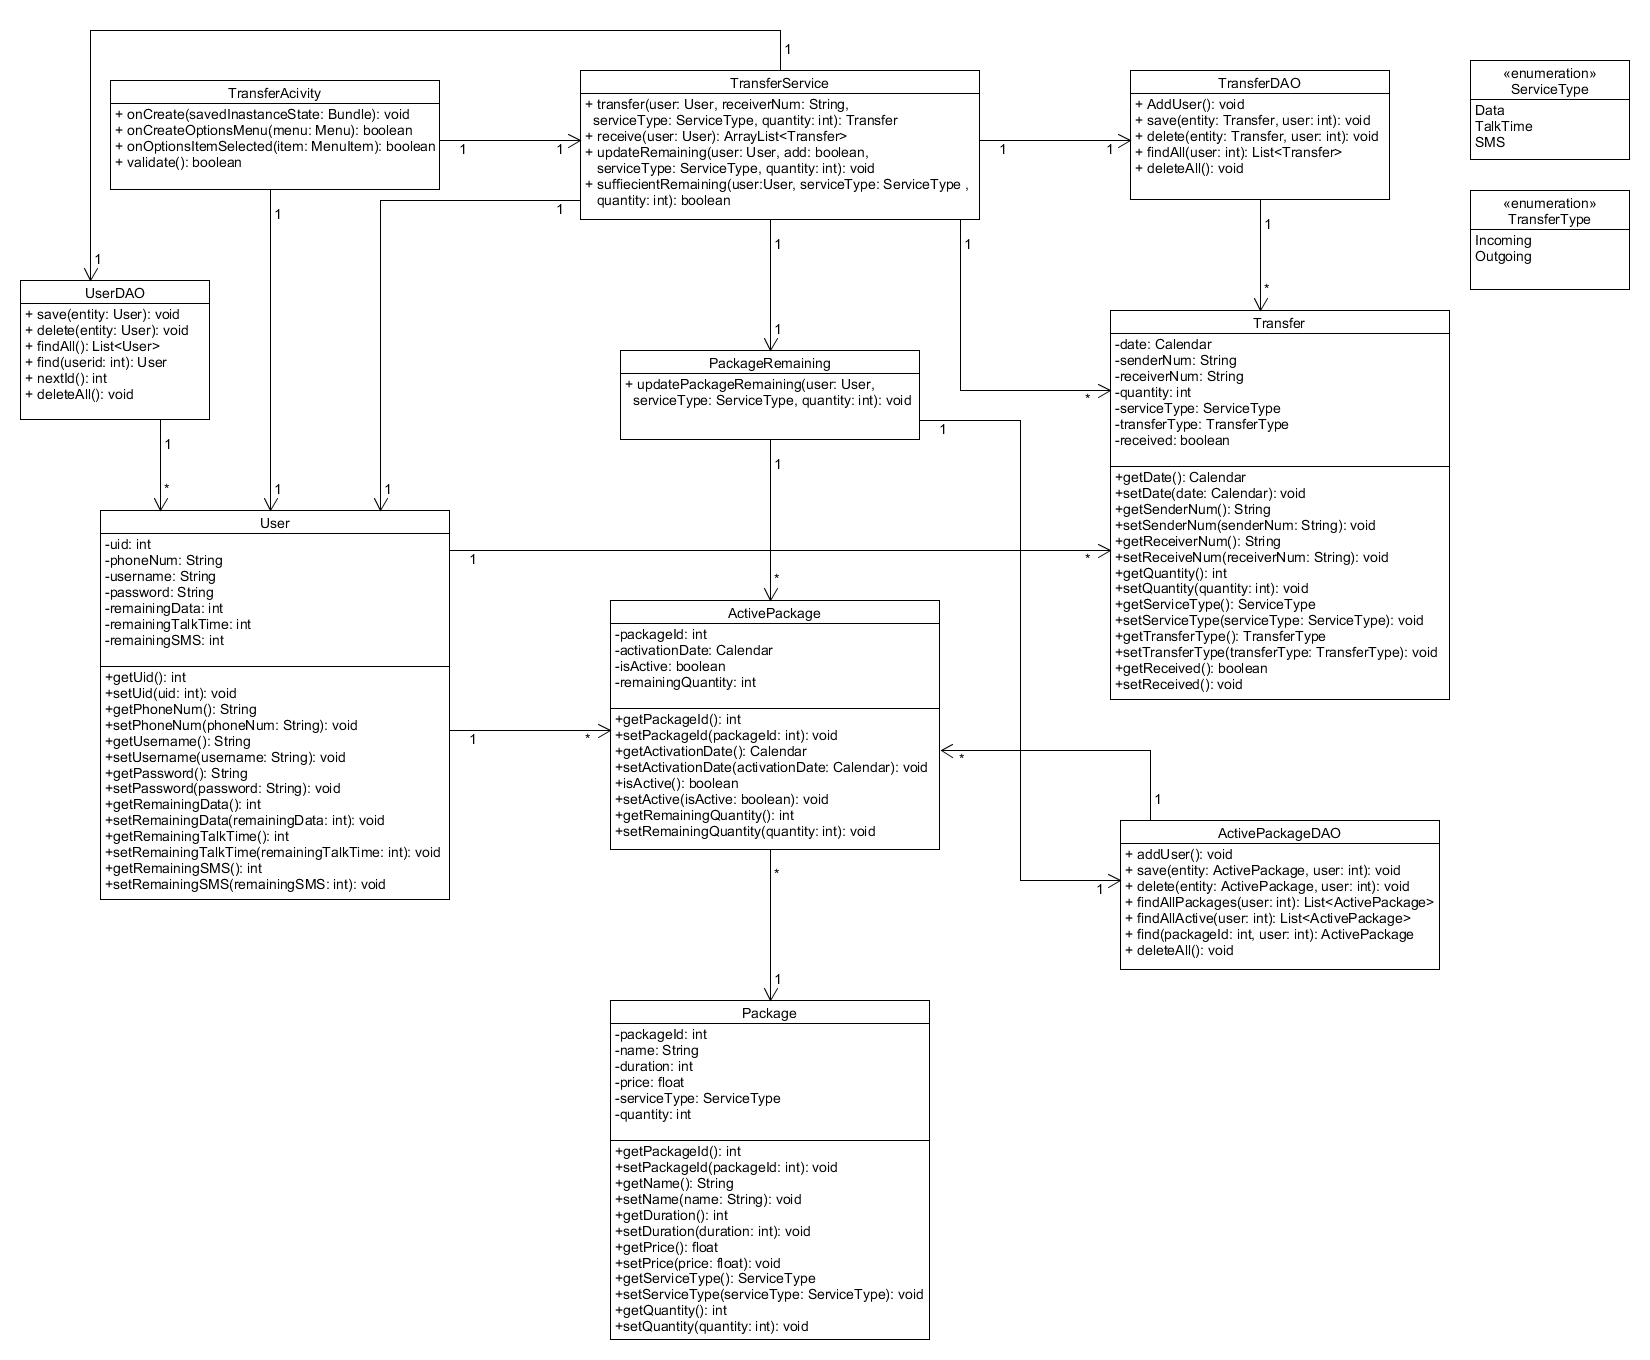 1
TransferAcivity
+ onCreate(savedInastanceState: Bundle): void
+ onCreateOptionsMenu(menu: Menu): boolean
+ onOptionsItemSelected(item: MenuItem): boolean
+ validate(): boolean
1
1
TransferService
+ transfer(user: User, receiverNum: String,
serviceType: ServiceType, quantity: int): Transfer
+ receive(user: User): ArrayList<Transfer>
+ updateRemaining(user: User, add: boolean,
serviceType: ServiceType, quantity: int): void
+ suffiecientRemaining(user:User, serviceType: ServiceType ,
quantity: int): boolean
1
1
TransferDAO
+ AddUser(): void
+ save(entity: Transfer, user: int): void
+ delete(entity: Transfer, user: int): void
+ findAll(user: int): List<Transfer>
+ deleteAll(): void
«enumeration»
ServiceType
Data
TalkTime
SMS
«enumeration»
TransferType
Incoming
Outgoing
1
1
1
1
1
1
UserDAO
+ save(entity: User): void
+ delete(entity: User): void
+ findAll(): List<User>
+ find(userid: int): User
+ nextId(): int
+ deleteAll(): void
1
*
1
1
1
*
*
PackageRemaining
+ updatePackageRemaining(user: User,
serviceType: ServiceType, quantity: int): void
1
1
Transfer
-date: Calendar
-senderNum: String
-receiverNum: String
-quantity: int
-serviceType: ServiceType
-transferType: TransferType
-received: boolean
+getDate(): Calendar
+setDate(date: Calendar): void
+getSenderNum(): String
+setSenderNum(senderNum: String): void
+getReceiverNum(): String
+setReceiveNum(receiverNum: String): void
+getQuantity(): int
+setQuantity(quantity: int): void
+getServiceType(): ServiceType
+setServiceType(serviceType: ServiceType): void
+getTransferType(): TransferType
+setTransferType(transferType: TransferType): void
+getReceived(): boolean
+setReceived(): void
User
-uid: int
-phoneNum: String
-username: String
-password: String
-remainingData: int
-remainingTalkTime: int
-remainingSMS: int
+getUid(): int
+setUid(uid: int): void
+getPhoneNum(): String
+setPhoneNum(phoneNum: String): void
+getUsername(): String
+setUsername(username: String): void
+getPassword(): String
+setPassword(password: String): void
+getRemainingData(): int
+setRemainingData(remainingData: int): void
+getRemainingTalkTime(): int
+setRemainingTalkTime(remainingTalkTime: int): void
+getRemainingSMS(): int
+setRemainingSMS(remainingSMS: int): void
1
*
1
*
*
ActivePackage
-packageId: int
-activationDate: Calendar
-isActive: boolean
-remainingQuantity: int
+getPackageId(): int
+setPackageId(packageId: int): void
+getActivationDate(): Calendar
+setActivationDate(activationDate: Calendar): void
+isActive(): boolean
+setActive(isActive: boolean): void
+getRemainingQuantity(): int
+setRemainingQuantity(quantity: int): void
*
1
1
ActivePackageDAO
+ addUser(): void
+ save(entity: ActivePackage, user: int): void
+ delete(entity: ActivePackage, user: int): void
+ findAllPackages(user: int): List<ActivePackage>
+ findAllActive(user: int): List<ActivePackage>
+ find(packageId: int, user: int): ActivePackage
+ deleteAll(): void
*
1
Package
-packageId: int
-name: String
-duration: int
-price: float
-serviceType: ServiceType
-quantity: int
+getPackageId(): int
+setPackageId(packageId: int): void
+getName(): String
+setName(name: String): void
+getDuration(): int
+setDuration(duration: int): void
+getPrice(): float
+setPrice(price: float): void
+getServiceType(): ServiceType
+setServiceType(serviceType: ServiceType): void
+getQuantity(): int
+setQuantity(quantity: int): void